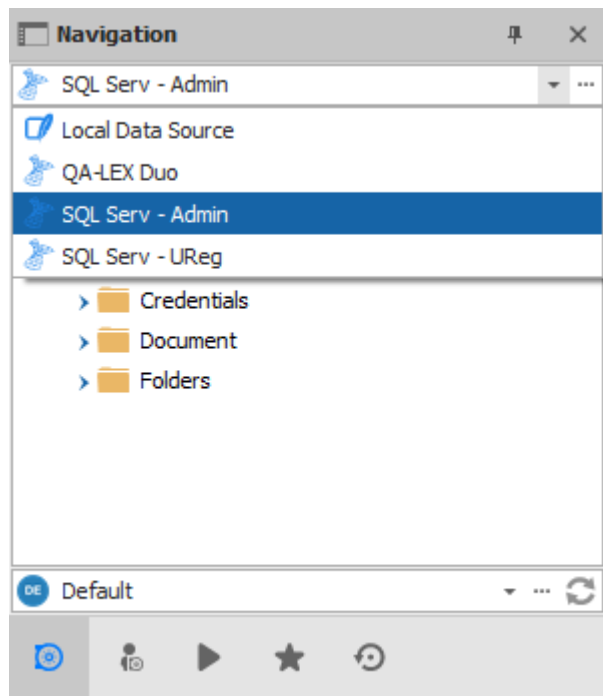 Navigation
SQL Serv - Admin
Local Data Source
QA-LEX Duo
SQL Serv - Admin
SQL Serv - UReg
Credentials
Document
Folders
DE Default